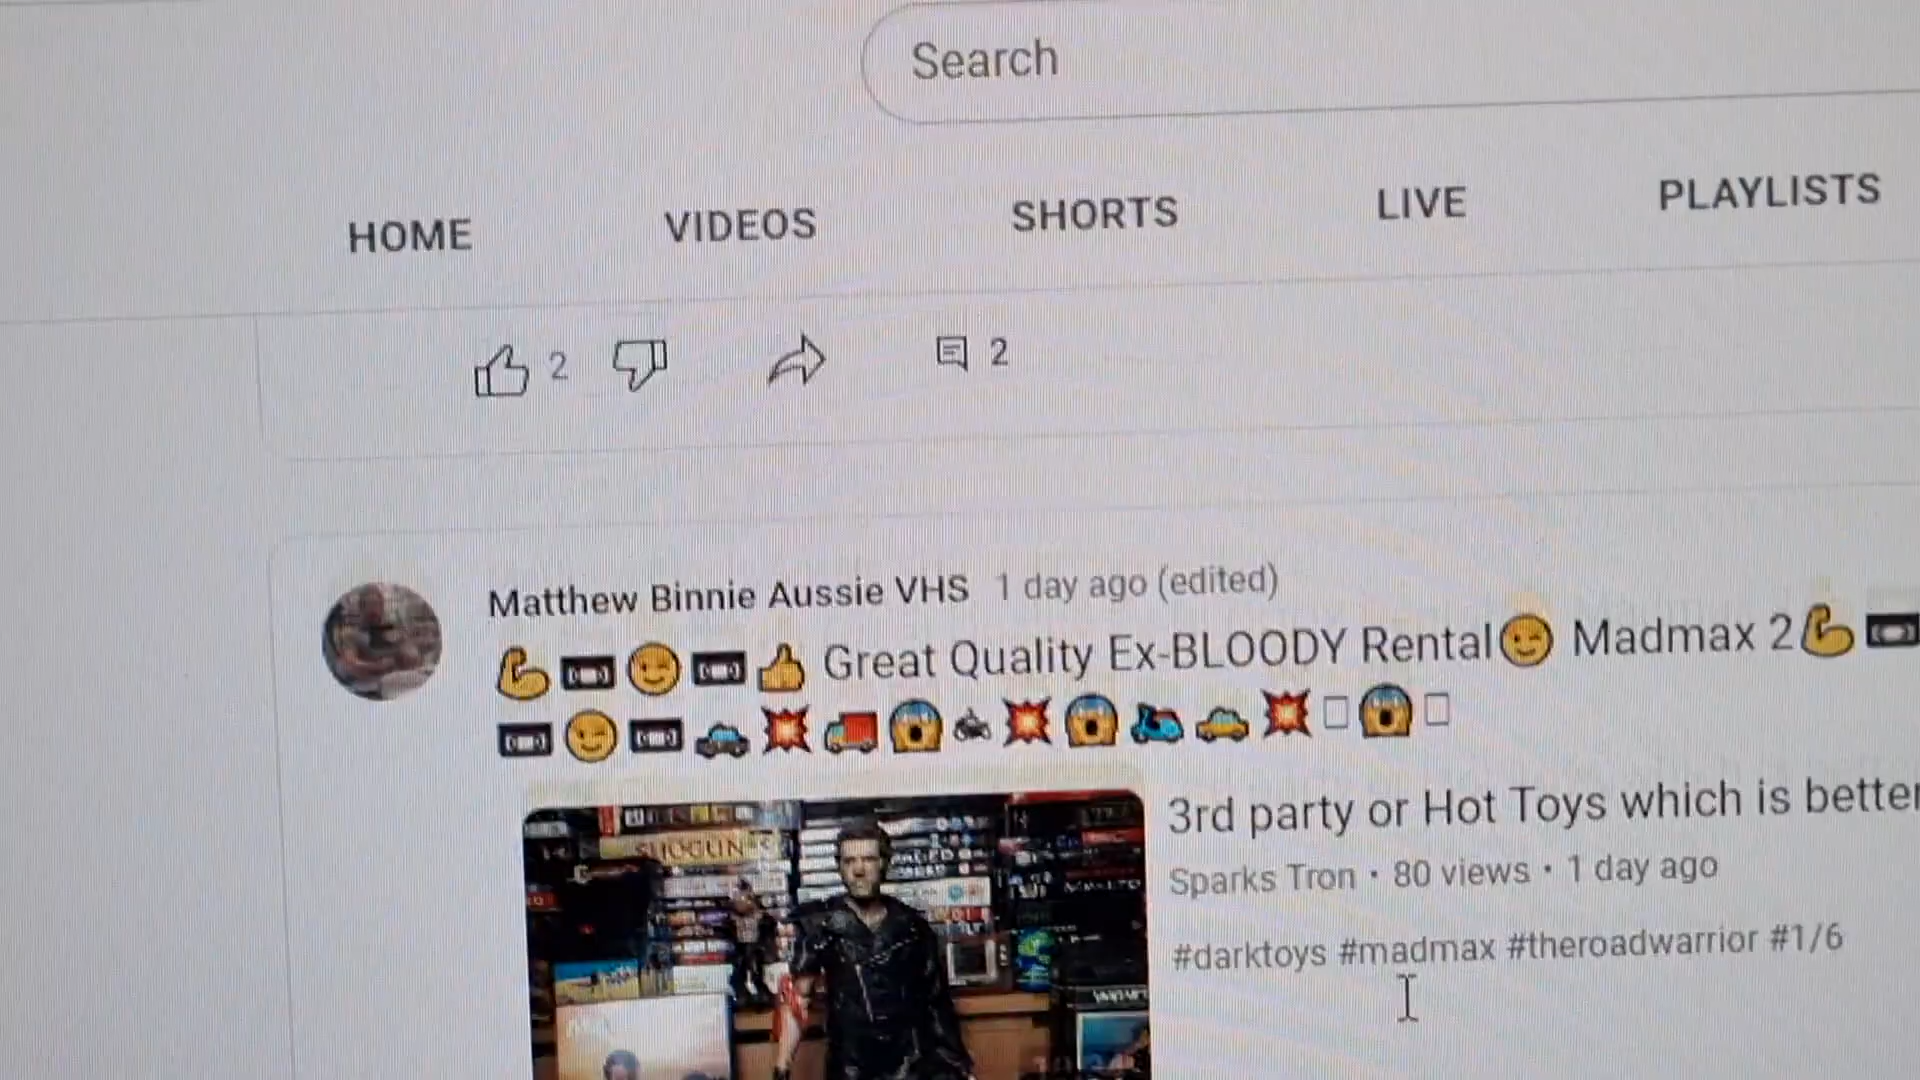 Search
HOME VIDEOS SHORTS LIVE PLAYLISTS
2 2
Matthew Binnie Aussie VHS 1 day ago (edited)
💪📼😉📼👍 Great Quality Ex-BLOODY Rental😉 Madmax 2💪📼
📼😉📼🚓💥🚚😱🏍💥😱🛵🚕💥□😱□
SHOGUN
3rd party or Hot Toys which is better
Sparks Tron • 80 views • 1 day ago
#darktoys #madmax #theroadwarrior #1/6